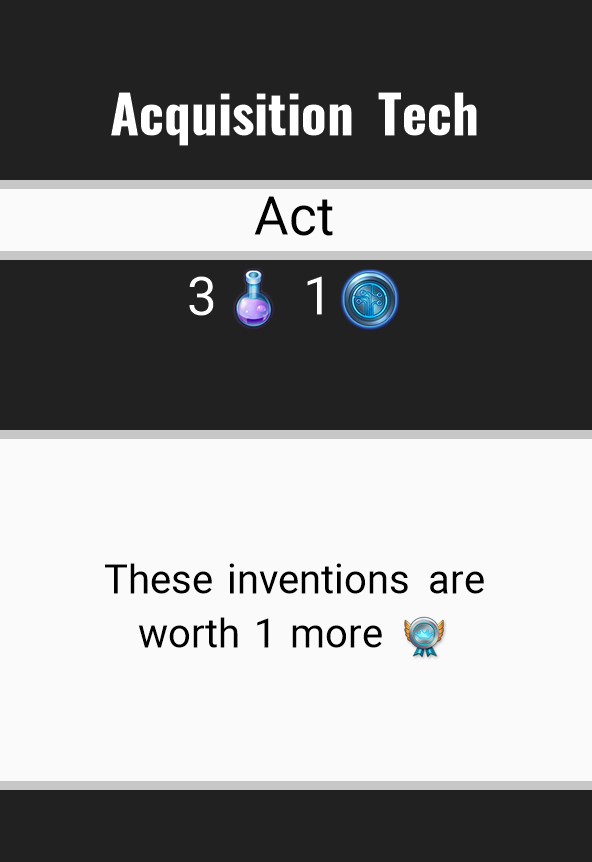 Acquisition Tech
Act
3 1
These inventions are
worth 1 more